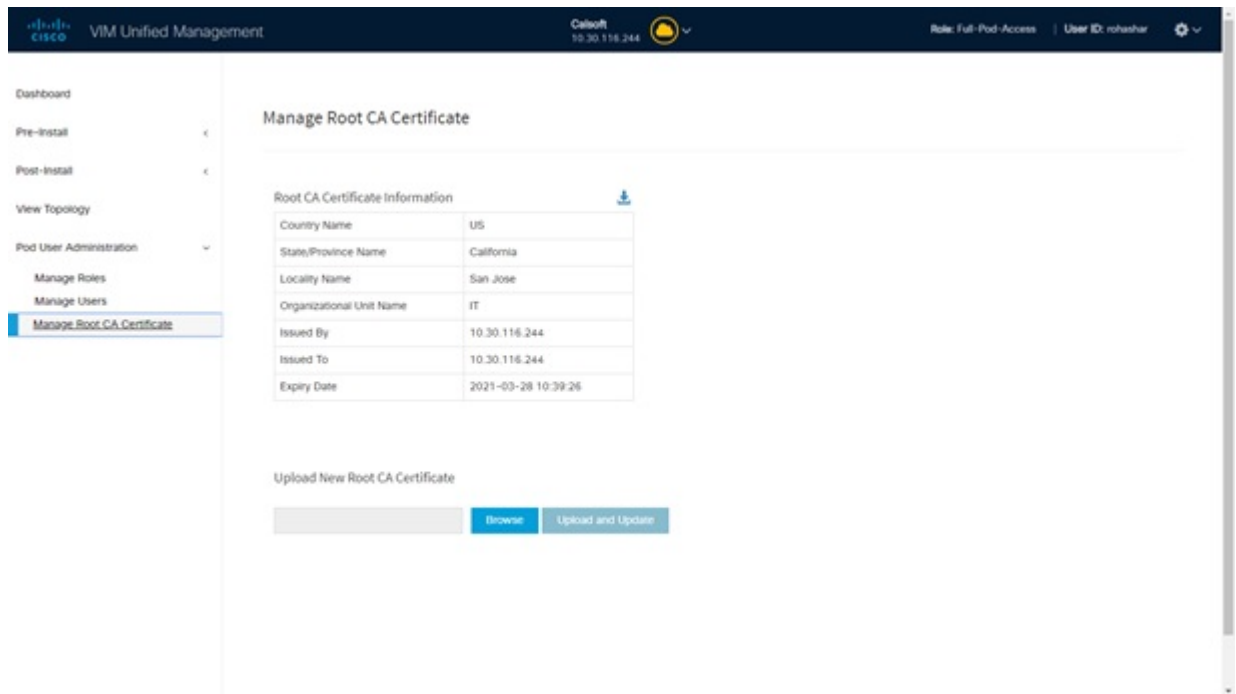 CISCO VIM Unified Management
Calsoft
10.30.116.244
Role: Full-Pod-Access | User ID: rohashar
Dashboard
Pre-Install
Post-Install
View Topology
Pod User Administration
Manage Roles
Manage Users
Manage Root CA Certificate
Manage Root CA Certificate
Root CA Certificate Information
Country Name US
State/Province Name California
Locality Name San Jose
Organizational Unit Name IT
Issued By 10.30.116.244
Issued To 10.30.116.244
Expiry Date 2021-03-28 10:39:26
Upload New Root CA Certificate
Browse Upload and Update